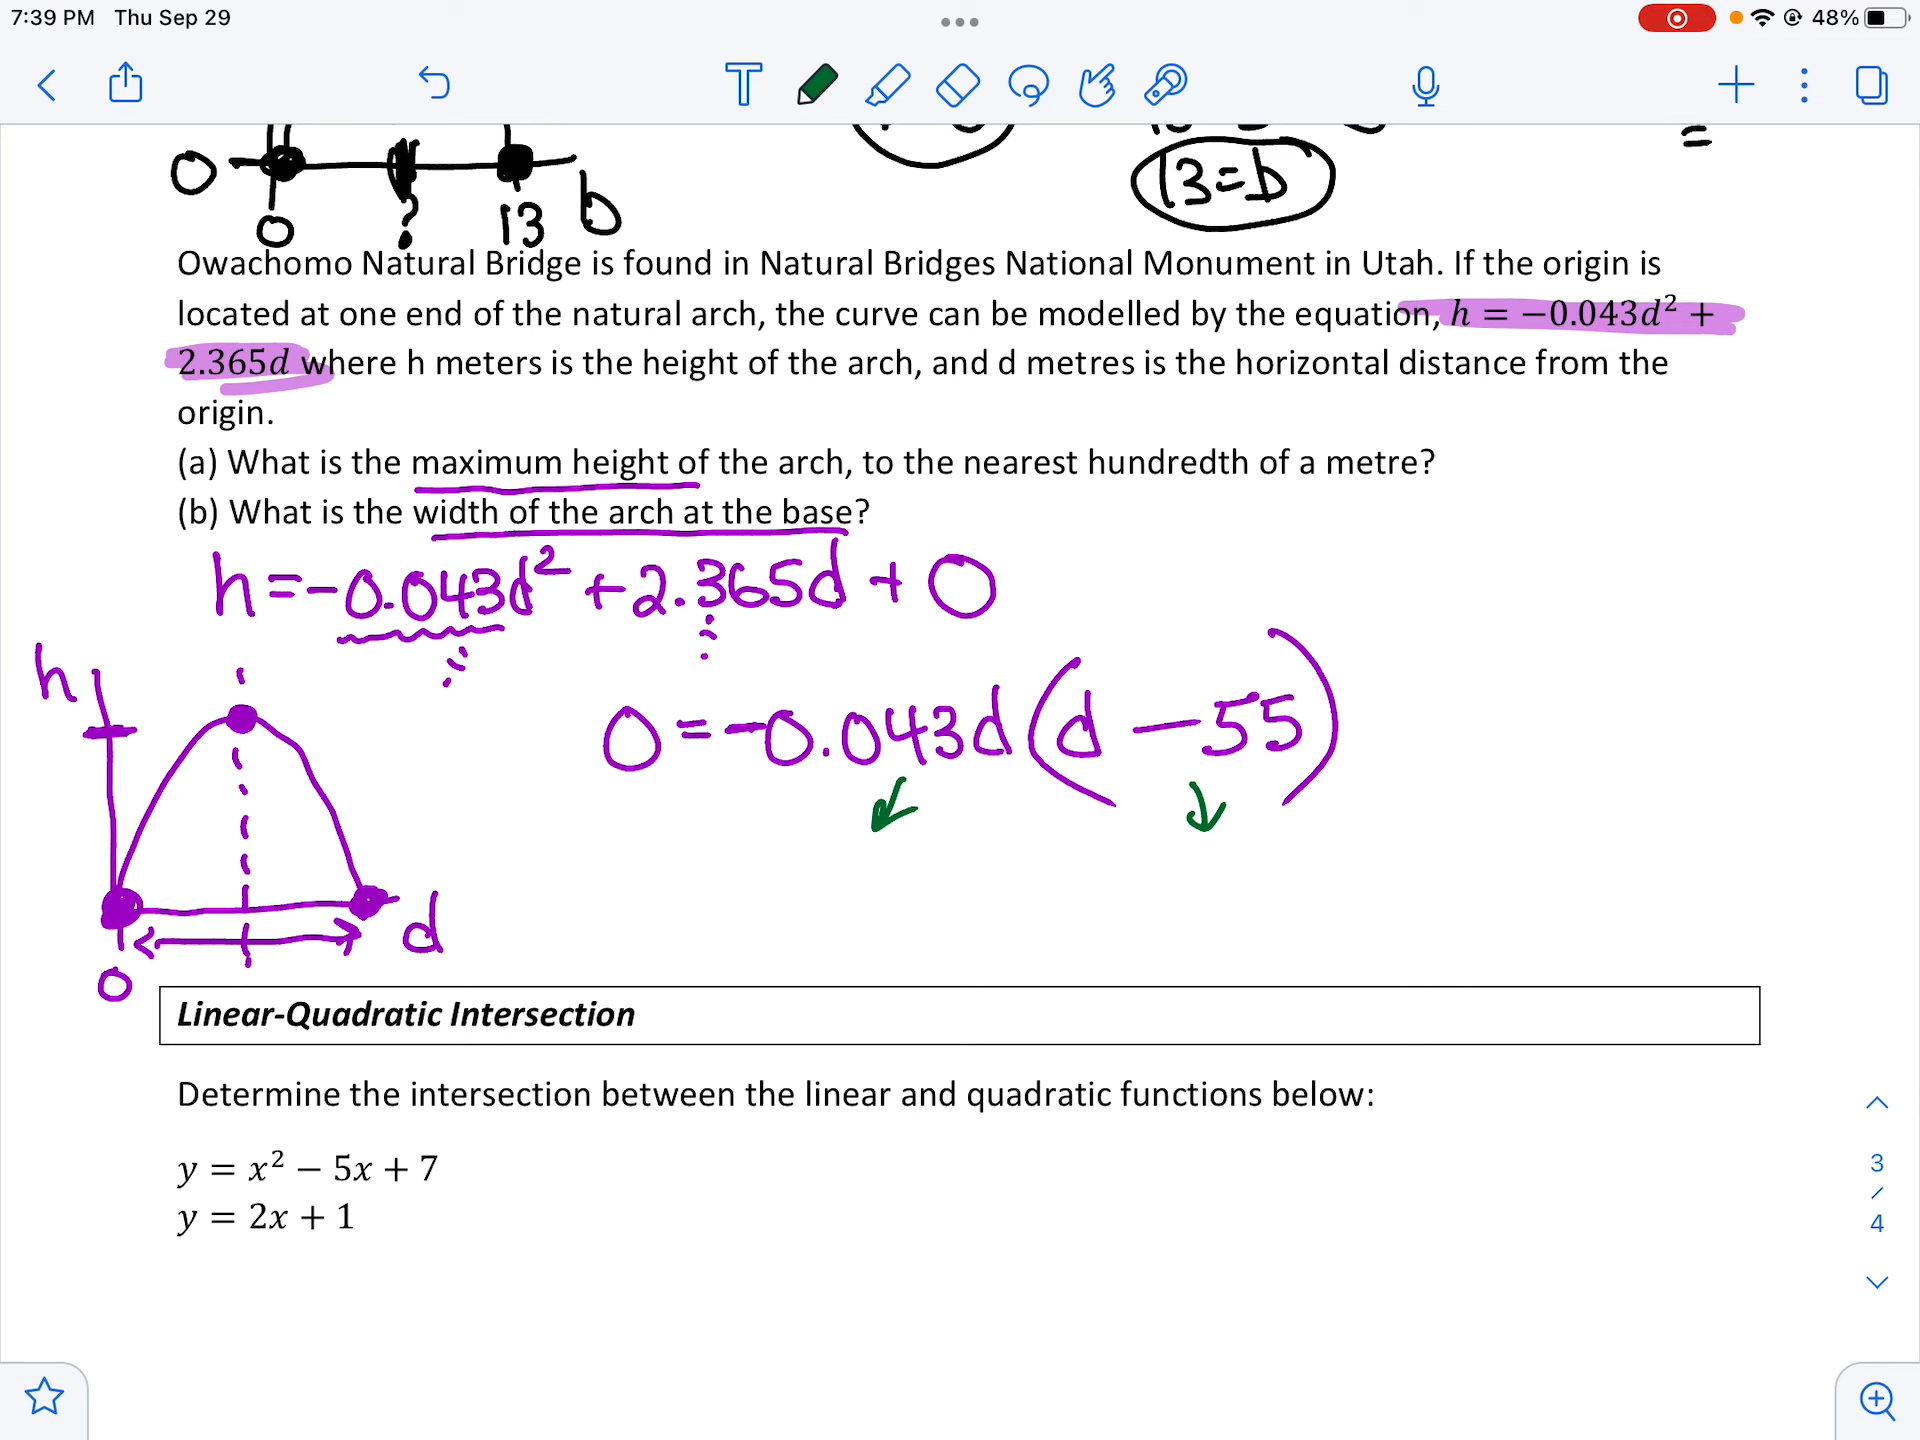 7:39 PM Thu Sep 29
48%
T
0
0 ? 13 b
13=b
=
Owachomo Natural Bridge is found in Natural Bridges National Monument in Utah. If the origin is
located at one end of the natural arch, the curve can be modelled by the equation, h = −0.043d² +
2.365d where h meters is the height of the arch, and d metres is the horizontal distance from the
origin.
(a) What is the maximum height of the arch, to the nearest hundredth of a metre?
(b) What is the width of the arch at the base?
h=-0.043d²+2.365d+0
h
0=-0.043d(d-55)
d
0
Linear-Quadratic Intersection
Determine the intersection between the linear and quadratic functions below:
y = x² − 5x + 7
y = 2x + 1
3
/
4